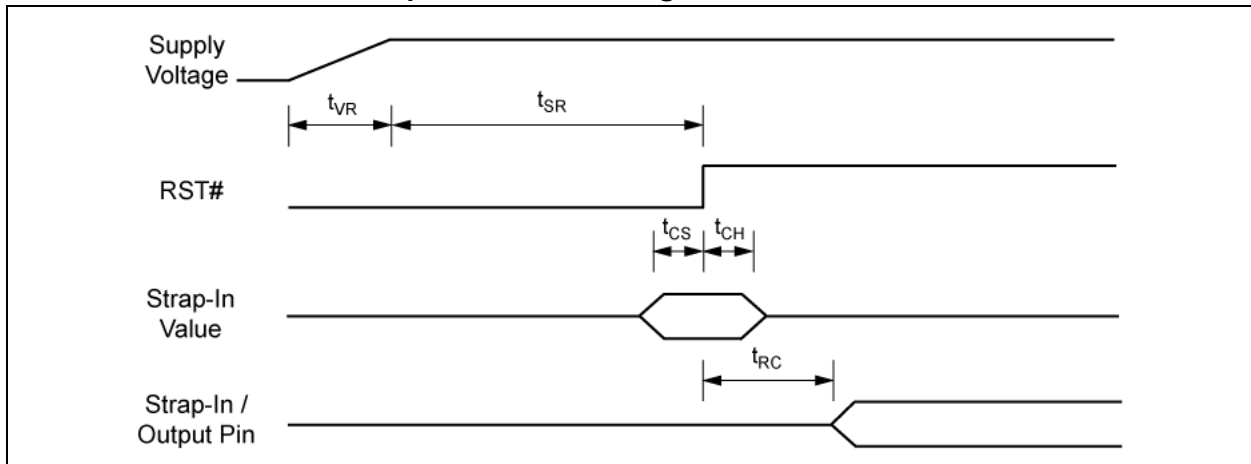 Supply
Voltage
tVR
tSR
RST#
tCS
tCH
Strap-In
Value
tRC
Strap-In /
Output Pin